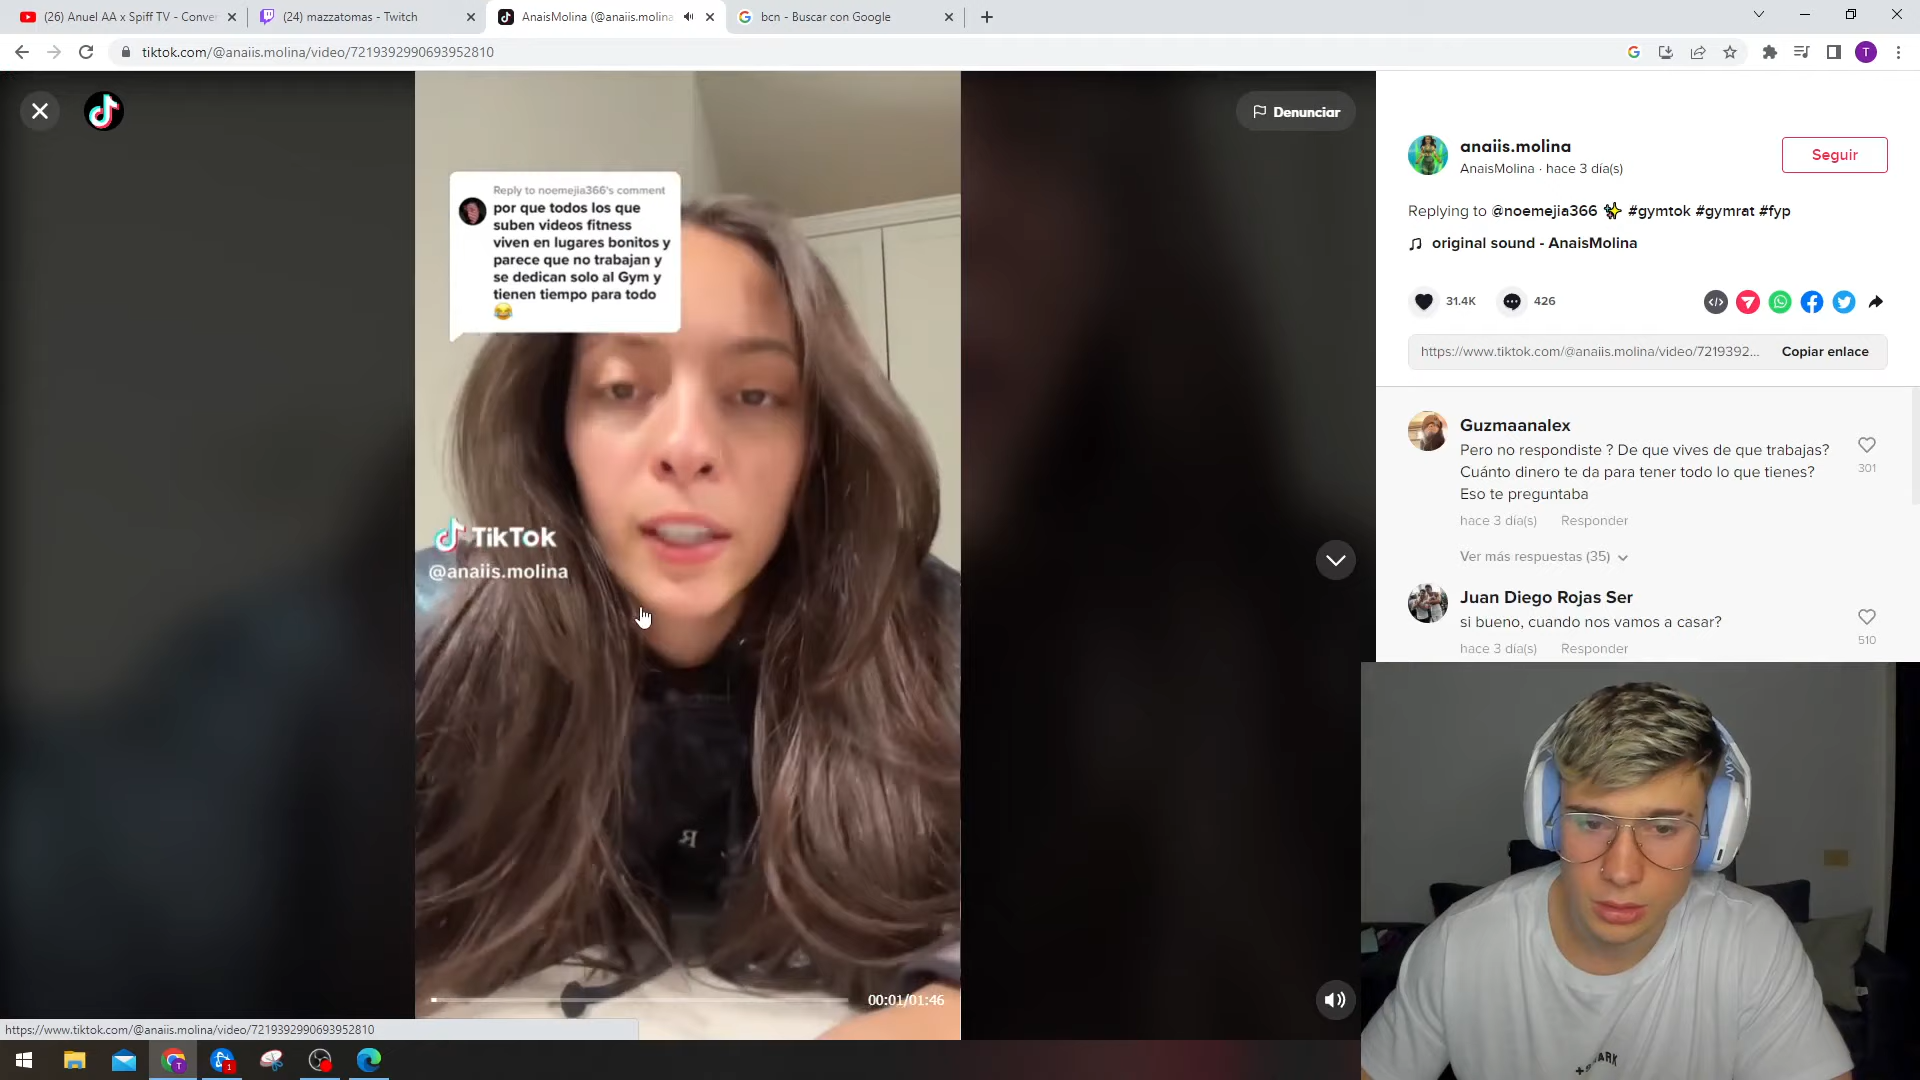 (26) Anuel AA x Spiff TV - Conver
(24) mazzatomas - Twitch
AnaisMolina (@anaiis.molina
bcn - Buscar con Google
tiktok.com/@anaiis.molina/video/7219392990693952810
T
Denunciar
Reply to noemejia366's comment
por que todos los que
suben videos fitness
viven en lugares bonitos y
parece que no trabajan y
se dedican solo al Gym y
tienen tiempo para todo
😂
TikTok
@anaiis.molina
R
00:01/01:46
anaiis.molina
AnaisMolina · hace 3 día(s)
Seguir
Replying to @noemejia366 ✨ #gymtok #gymrat #fyp
original sound - AnaisMolina
31.4K
426
https://www.tiktok.com/@anaiis.molina/video/7219392...
Copiar enlace
Guzmaanalex
Pero no respondiste ? De que vives de que trabajas?
Cuánto dinero te da para tener todo lo que tienes?
Eso te preguntaba
301
hace 3 día(s)
Responder
Ver más respuestas (35)
Juan Diego Rojas Ser
si bueno, cuando nos vamos a casar?
510
hace 3 día(s)
Responder
https://www.tiktok.com/@anaiis.molina/video/7219392990693952810
T
1